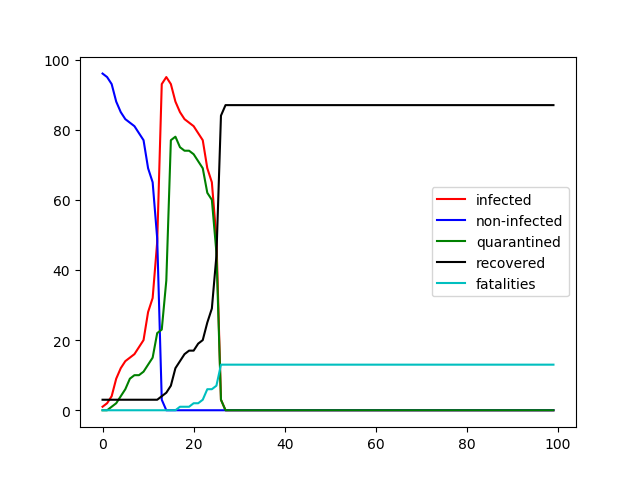 100
80
60
40
20
0
infected
non-infected
quarantined
recovered
fatalities
0 20 40 60 80 100